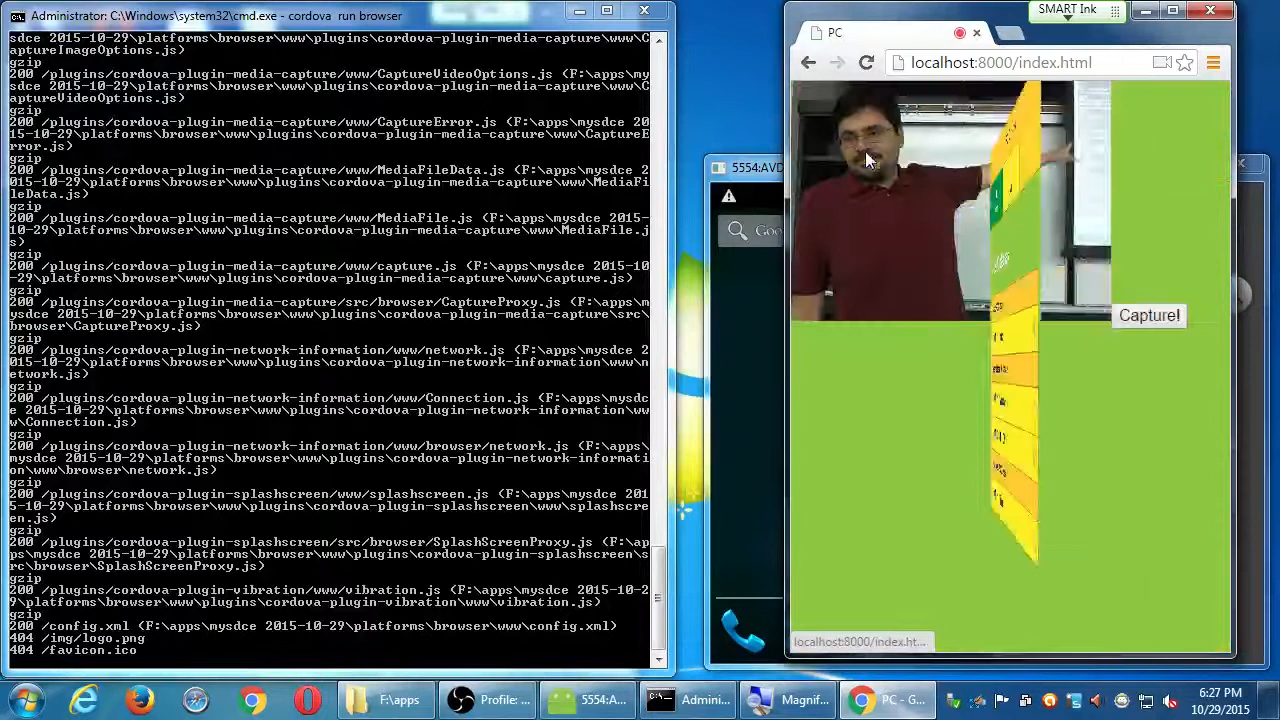 Administrator: C:\Windows\system32\cmd.exe - cordova run browser
sdce 2015-10-29\platforms\browser\www\plugins\cordova-plugin-media-capture\www\C
aptureImageOptions.js)
gzip
200 /plugins/cordova-plugin-media-capture/www/CaptureVideoOptions.js (F:\apps\my
sdce 2015-10-29\platforms\browser\www\plugins\cordova-plugin-media-capture\www\C
aptureVideoOptions.js)
gzip
200 /plugins/cordova-plugin-media-capture/www/CaptureError.js (F:\apps\mysdce 20
15-10-29\platforms\browser\www\plugins\cordova-plugin-media-capture\www\CaptureE
rror.js)
gzip
200 /plugins/cordova-plugin-media-capture/www/MediaFileData.js (F:\apps\mysdce 2
015-10-29\platforms\browser\www\plugins\cordova-plugin-media-capture\www\MediaFi
leData.js)
gzip
200 /plugins/cordova-plugin-media-capture/www/MediaFile.js (F:\apps\mysdce 2015-
10-29\platforms\browser\www\plugins\cordova-plugin-media-capture\www\MediaFile.j
s)
gzip
200 /plugins/cordova-plugin-media-capture/www/capture.js (F:\apps\mysdce 2015-10
-29\platforms\browser\www\plugins\cordova-plugin-media-capture\www\capture.js)
gzip
200 /plugins/cordova-plugin-media-capture/src/browser/CaptureProxy.js (F:\apps\m
ysdce 2015-10-29\platforms\browser\www\plugins\cordova-plugin-media-capture\src\
browser\CaptureProxy.js)
gzip
200 /plugins/cordova-plugin-network-information/www/network.js (F:\apps\mysdce 2
015-10-29\platforms\browser\www\plugins\cordova-plugin-network-information\www\n
etwork.js)
gzip
200 /plugins/cordova-plugin-network-information/www/Connection.js (F:\apps\mysdc
e 2015-10-29\platforms\browser\www\plugins\cordova-plugin-network-information\ww
w\Connection.js)
gzip
200 /plugins/cordova-plugin-network-information/www/browser/network.js (F:\apps\
mysdce 2015-10-29\platforms\browser\www\plugins\cordova-plugin-network-informati
on\www\browser\network.js)
gzip
200 /plugins/cordova-plugin-splashscreen/www/splashscreen.js (F:\apps\mysdce 201
5-10-29\platforms\browser\www\plugins\cordova-plugin-splashscreen\www\splashscre
en.js)
gzip
200 /plugins/cordova-plugin-splashscreen/src/browser/SplashScreenProxy.js (F:\ap
ps\mysdce 2015-10-29\platforms\browser\www\plugins\cordova-plugin-splashscreen\s
rc\browser\SplashScreenProxy.js)
gzip
200 /plugins/cordova-plugin-vibration/www/vibration.js (F:\apps\mysdce 2015-10-2
9\platforms\browser\www\plugins\cordova-plugin-vibration\www\vibration.js)
gzip
200 /config.xml (F:\apps\mysdce 2015-10-29\platforms\browser\www\config.xml)
404 /img/logo.png
404 /favicon.ico
5554:AVD
Goo
SMART Ink
PC
localhost:8000/index.html
Capture!
localhost:8000/index.ht...
F:\apps
Profile: ...
5554:A...
Admini...
Magnif...
PC - G...
6:27 PM
10/29/2015